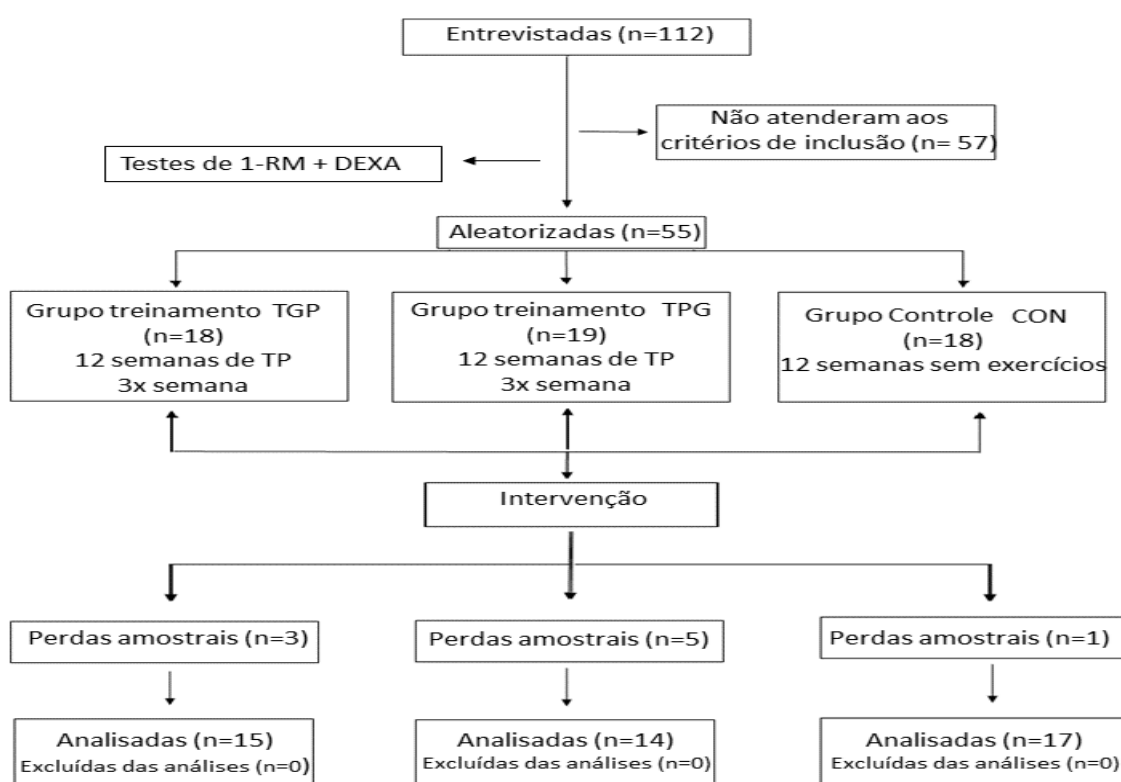 Entrevistadas (n=112)
Não atenderam aos
critérios de inclusão (n= 57)
Testes de 1-RM + DEXA
Aleatorizadas (n=55)
Grupo treinamento TGP
(n=18)
12 semanas de TP
3x semana
Grupo treinamento TPG
(n=19)
12 semanas de TP
3x semana
Grupo Controle CON
(n=18)
12 semanas sem exercícios
Intervenção
Perdas amostrais (n=3)
Perdas amostrais (n=5)
Perdas amostrais (n=1)
Analisadas (n=15)
Excluídas das análises (n=0)
Analisadas (n=14)
Excluídas das análises (n=0)
Analisadas (n=17)
Excluídas das análises (n=0)